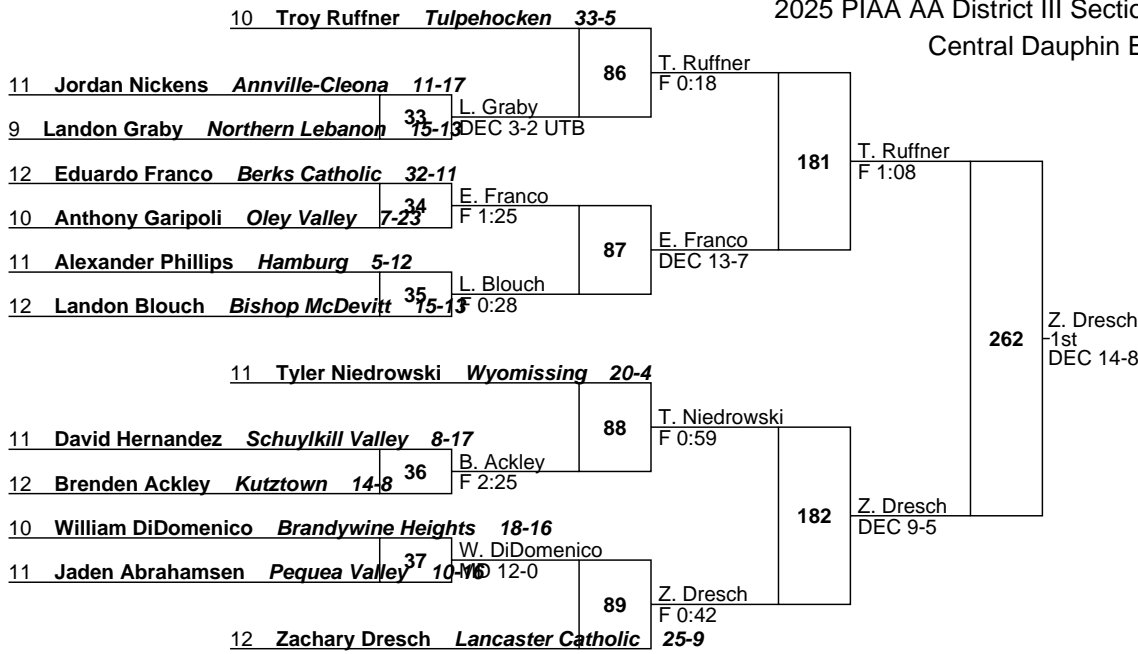 2025 PIAA AA District III Sectio
Central Dauphin E
10 Troy Ruffner Tulpehocken 33-5
86
T. Ruffner
F 0:18
11 Jordan Nickens Annville-Cleona 11-17
33
L. Graby
DEC 3-2 UTB
9 Landon Graby Northern Lebanon 15-13
181
T. Ruffner
F 1:08
12 Eduardo Franco Berks Catholic 32-11
34
E. Franco
F 1:25
10 Anthony Garipoli Oley Valley 7-23
87
E. Franco
DEC 13-7
11 Alexander Phillips Hamburg 5-12
35
L. Blouch
F 0:28
12 Landon Blouch Bishop McDevitt 15-13
262
Z. Dresch
1st
DEC 14-8
11 Tyler Niedrowski Wyomissing 20-4
88
T. Niedrowski
F 0:59
11 David Hernandez Schuylkill Valley 8-17
36
B. Ackley
F 2:25
12 Brenden Ackley Kutztown 14-8
182
Z. Dresch
DEC 9-5
10 William DiDomenico Brandywine Heights 18-16
37
W. DiDomenico
MD 12-0
11 Jaden Abrahamsen Pequea Valley 10-16
89
Z. Dresch
F 0:42
12 Zachary Dresch Lancaster Catholic 25-9